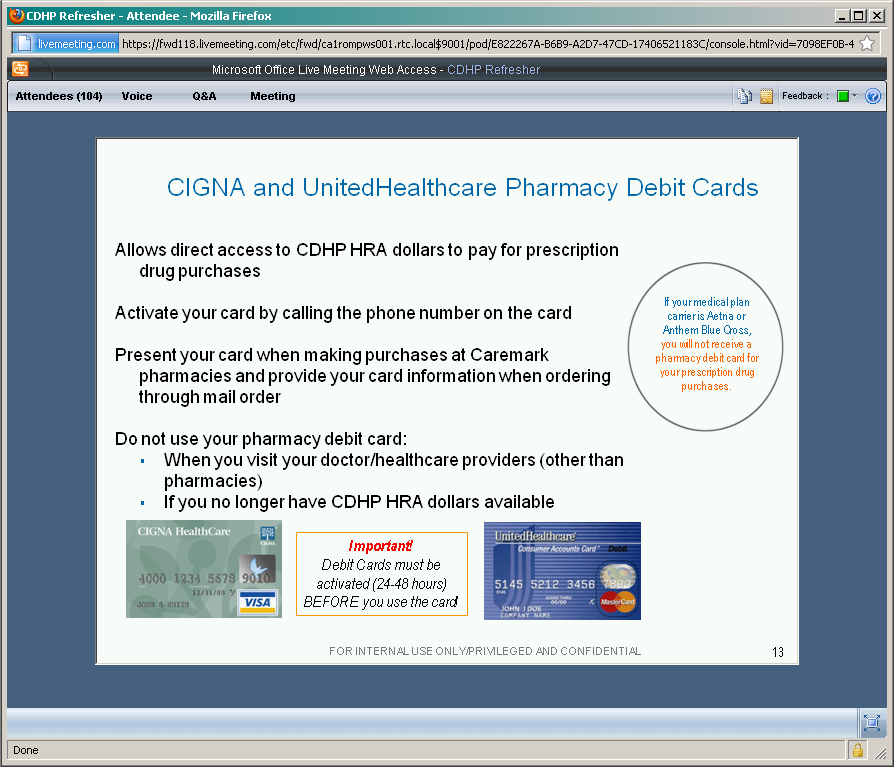 CDHP Refresher - Attendee - Mozilla Firefox
livemeeting.com https://fwd118.livemeeting.com/etc/fwd/ca1rompws001.rtc.local$9001/pod/E822267A-B6B9-A2D7-47CD-17406521183C/console.html?vid=7098EF0B-4
Microsoft Office Live Meeting Web Access - CDHP Refresher
Attendees (104) Voice Q&A Meeting Feedback :
CIGNA and UnitedHealthcare Pharmacy Debit Cards
Allows direct access to CDHP HRA dollars to pay for prescription
drug purchases
Activate your card by calling the phone number on the card
Present your card when making purchases at Caremark
pharmacies and provide your card information when ordering
through mail order
Do not use your pharmacy debit card:
When you visit your doctor/healthcare providers (other than
pharmacies)
If you no longer have CDHP HRA dollars available
If your medical plan
carrier is Aetna or
Anthem Blue Cross,
you will not receive a
pharmacy debit card for
your prescription drug
purchases.
CIGNA HealthCare
CIGNA
4000 1234 5678 9010
12/31/03 V
JOHN Q SMITH
VISA
Important!
Debit Cards must be
activated (24-48 hours)
BEFORE you use the card
UnitedHealthcare
Consumer Accounts Card Debit
5145 5212 3456 7890
5145
GOOD THRU
00/00
JOHN J DOE
COMPANY NAME
MasterCard
FOR INTERNAL USE ONLY/PRIVILEGED AND CONFIDENTIAL
13
Done